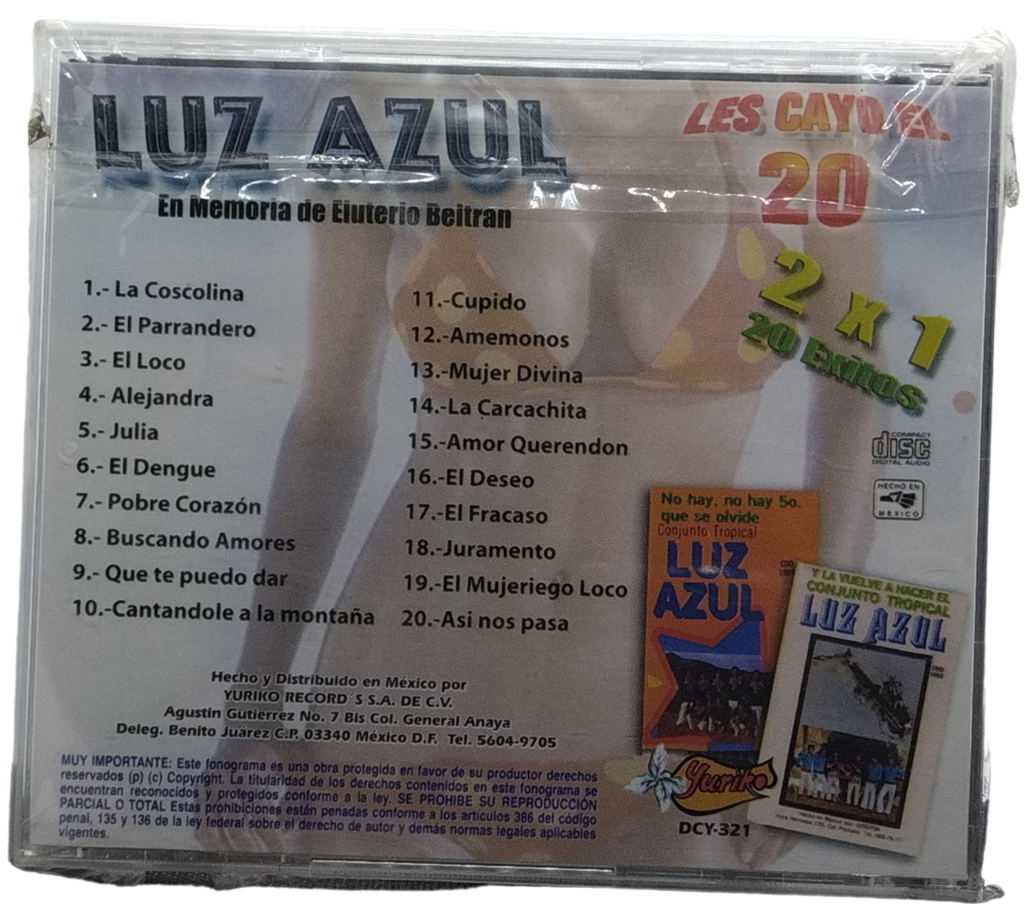 LUZ AZUL
En Memoria de Eluterio Beltran
LES CAYO EL
20
2 x 1
20 Exitos
1.- La Coscolina
2.- El Parrandero
3.- El Loco
4.- Alejandra
5.- Julia
6.- El Dengue
7.- Pobre Corazón
8.- Buscando Amores
9.- Que te puedo dar
10.-Cantandole a la montaña
11.-Cupido
12.-Amemonos
13.-Mujer Divina
14.-La Carcachita
15.-Amor Querendon
16.-El Deseo
17.-El Fracaso
18.-Juramento
19.-El Mujeriego Loco
20.-Asi nos pasa
COMPACT
disc
DIGITAL AUDIO
HECHO EN
MEXICO
No hay, no hay 5o.
que se olvide
Conjunto Tropical
LUZ
AZUL
Y LA VUELVE A HACER EL
CONJUNTO TROPICAL
LUZ AZUL
Hecho y Distribuido en México por
YURIKO RECORD´S S.A. DE C.V.
Agustin Gutierrez No. 7 Bis Col. General Anaya
Deleg. Benito Juárez C.P. 03340 México D.F. Tel. 5604-9705
MUY IMPORTANTE: Este fonograma es una obra protegida en favor de su productor derechos
reservados (p) (c) Copyright. La titularidad de los derechos contenidos en este fonograma se
encuentran reconocidos y protegidos conforme a la ley. SE PROHIBE SU REPRODUCCIÓN
PARCIAL O TOTAL Estas prohibiciones están penadas conforme a los articulos 386 del código
penal, 135 y 136 de la ley federal sobre el derecho de autor y demás normas legales aplicables
vigentes.
Yuriko
DCY-321